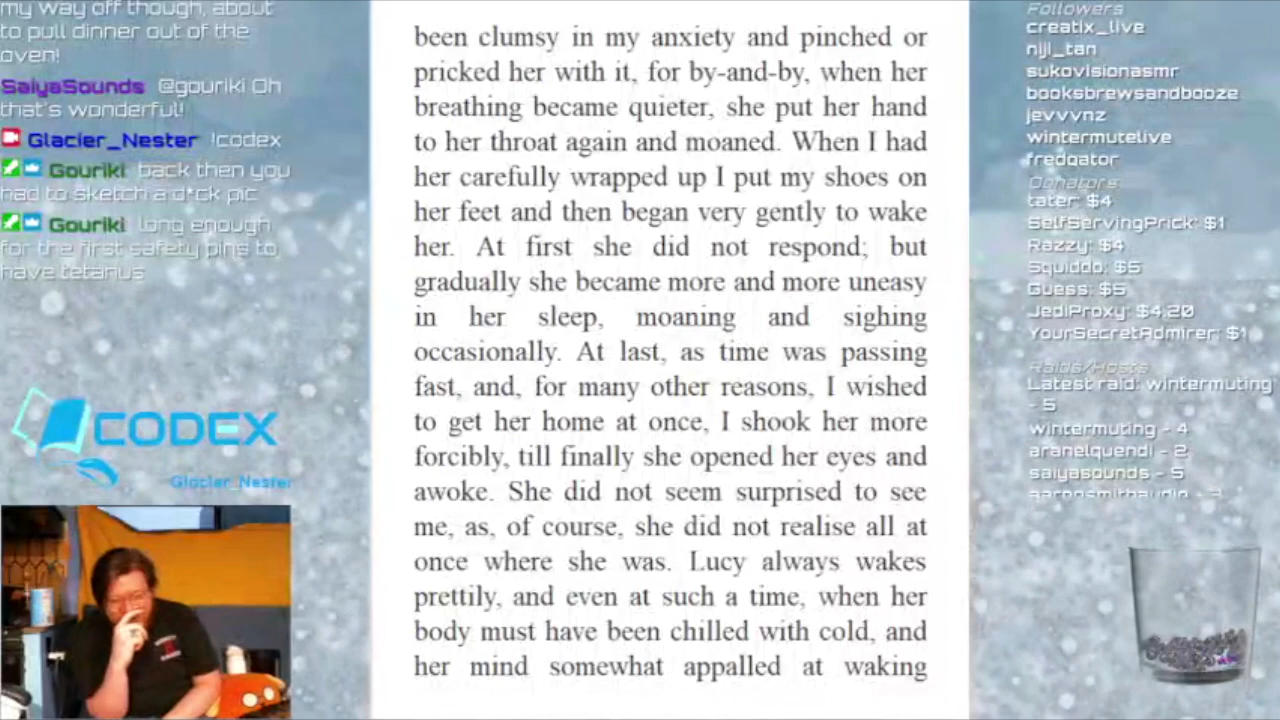 my way off though, about
to pull dinner out of the
oven!
SaiyaSounds @gouriki Oh
that's wonderful!
Glacier_Nester !codex
Gouriki back then you
had to sketch a d*ck pic
Gouriki long enough
for the first safety pins to
have tetanus
CODEX
Glacier_Nester
been clumsy in my anxiety and pinched or
pricked her with it, for by-and-by, when her
breathing became quieter, she put her hand
to her throat again and moaned. When I had
her carefully wrapped up I put my shoes on
her feet and then began very gently to wake
her. At first she did not respond; but
gradually she became more and more uneasy
in her sleep, moaning and sighing
occasionally. At last, as time was passing
fast, and, for many other reasons, I wished
to get her home at once, I shook her more
forcibly, till finally she opened her eyes and
awoke. She did not seem surprised to see
me, as, of course, she did not realise all at
once where she was. Lucy always wakes
prettily, and even at such a time, when her
body must have been chilled with cold, and
her mind somewhat appalled at waking
Followers
creatix_live
niji_tan
sukovisionasmr
booksbrewsandbooze
jevvvnz
wintermutelive
fredgator
Donators
tater: $4
SelfServingPrick: $1
Razzy: $4
Squiddo: $5
Guess: $5
JediProxy: $4.20
YourSecretAdmirer: $1
Raids/Hosts
Latest raid: wintermuting
- 5
wintermuting - 4
aranelquendi - 2
saiyasounds - 5